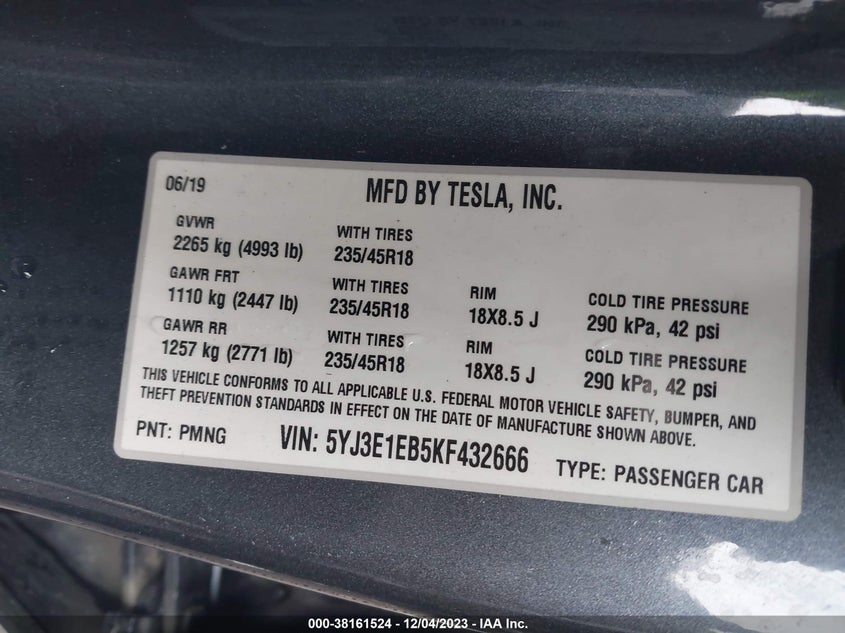 06/19 MFD BY TESLA, INC.
GVWR WITH TIRES
2265 kg (4993 lb) 235/45R18
GAWR FRT WITH TIRES RIM COLD TIRE PRESSURE
1110 kg (2447 lb) 235/45R18 18X8.5 J 290 kPa, 42 psi
GAWR RR WITH TIRES RIM COLD TIRE PRESSURE
1257 kg (2771 lb) 235/45R18 18X8.5 J 290 kPa, 42 psi
THIS VEHICLE CONFORMS TO ALL APPLICABLE U.S. FEDERAL MOTOR VEHICLE SAFETY, BUMPER, AND
THEFT PREVENTION STANDARDS IN EFFECT ON THE DATE OF MANUFACTURE SHOWN ABOVE.
PNT: PMNG VIN: 5YJ3E1EB5KF432666 TYPE: PASSENGER CAR
000-38161524 - 12/04/2023 - IAA Inc.